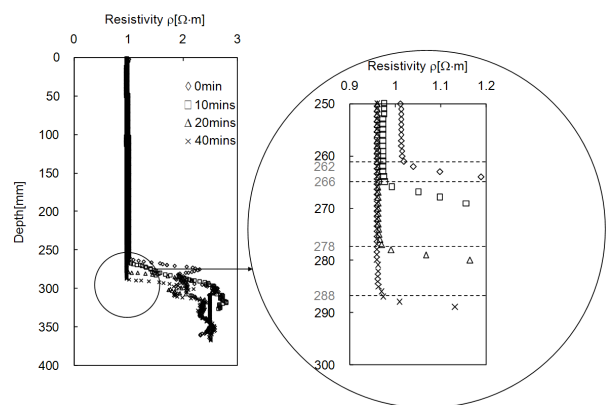 Resistivity ρ[Ω·m]
0 1 2 3
Depth[mm]
0
50
100
150
200
250
300
350
400
0min
10mins
20mins
40mins
Resistivity ρ[Ω·m]
0.9 1 1.1 1.2
250
260
262
266
270
278
280
288
290
300